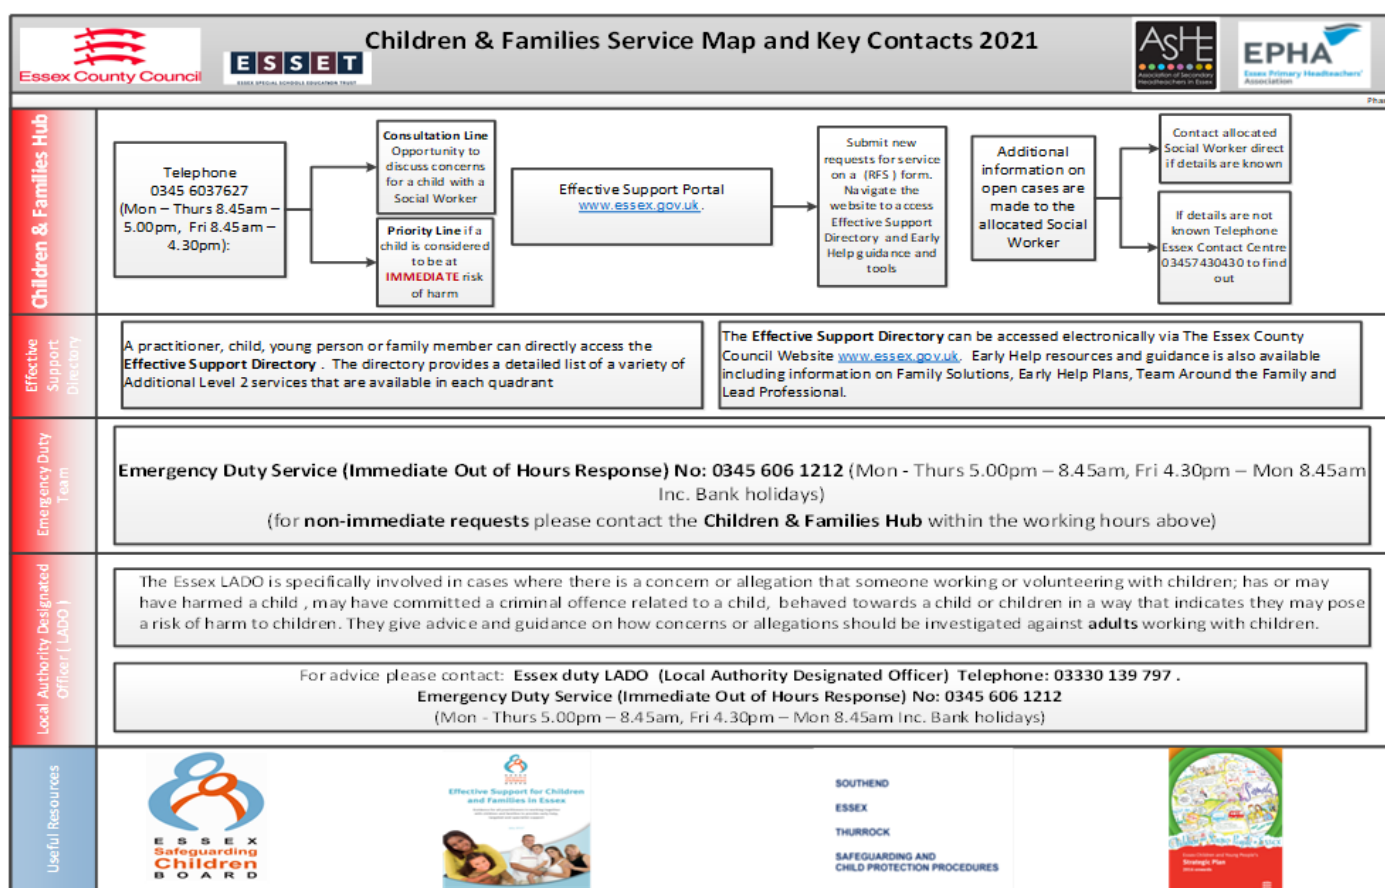 Essex County Council
ESSET
ESSEX SPECIAL SCHOOLS EDUCATION TRUST
Children & Families Service Map and Key Contacts 2021
ASHE
Association of Secondary
Headteachers in Essex
EPHA
Essex Primary Headteachers'
Association
Children & Families Hub
Telephone
0345 6037627
(Mon – Thurs 8.45am –
5.00pm, Fri 8.45am –
4.30pm):
Consultation Line
Opportunity to
discuss concerns
for a child with a
Social Worker
Priority Line if a
child is considered
to be at
IMMEDIATE risk
of harm
Effective Support Portal
www.essex.gov.uk .
Submit new
requests for service
on a (RFS ) form.
Navigate the
website to access
Effective Support
Directory and Early
Help guidance and
tools
Additional
information on
open cases are
made to the
allocated Social
Worker
Contact allocated
Social Worker direct
if details are known
If details are not
known Telephone
Essex Contact Centre
03457430430 to find
out
Effective
Support
Directory
A practitioner, child, young person or family member can directly access the
Effective Support Directory . The directory provides a detailed list of a variety of
Additional Level 2 services that are available in each quadrant
The Effective Support Directory can be accessed electronically via The Essex County
Council Website www.essex.gov.uk. Early Help resources and guidance is also available
including information on Family Solutions, Early Help Plans, Team Around the Family and
Lead Professional.
Emergency Duty
Team
Emergency Duty Service (Immediate Out of Hours Response) No: 0345 606 1212 (Mon - Thurs 5.00pm – 8.45am, Fri 4.30pm – Mon 8.45am
Inc. Bank holidays)
(for non-immediate requests please contact the Children & Families Hub within the working hours above)
Local Authority Designated
Officer ( LADO )
The Essex LADO is specifically involved in cases where there is a concern or allegation that someone working or volunteering with children; has or may
have harmed a child , may have committed a criminal offence related to a child, behaved towards a child or children in a way that indicates they may pose
a risk of harm to children. They give advice and guidance on how concerns or allegations should be investigated against adults working with children.
For advice please contact: Essex duty LADO (Local Authority Designated Officer) Telephone: 03330 139 797 .
Emergency Duty Service (Immediate Out of Hours Response) No: 0345 606 1212
(Mon - Thurs 5.00pm – 8.45am, Fri 4.30pm – Mon 8.45am Inc. Bank holidays)
Useful Resources
ESSEX
Safeguarding
Children
BOARD
Effective Support for Children
and Families in Essex
SOUTHEND
ESSEX
THURROCK
SAFEGUARDING AND
CHILD PROTECTION PROCEDURES
Essex Children and Young People's
Strategic Plan